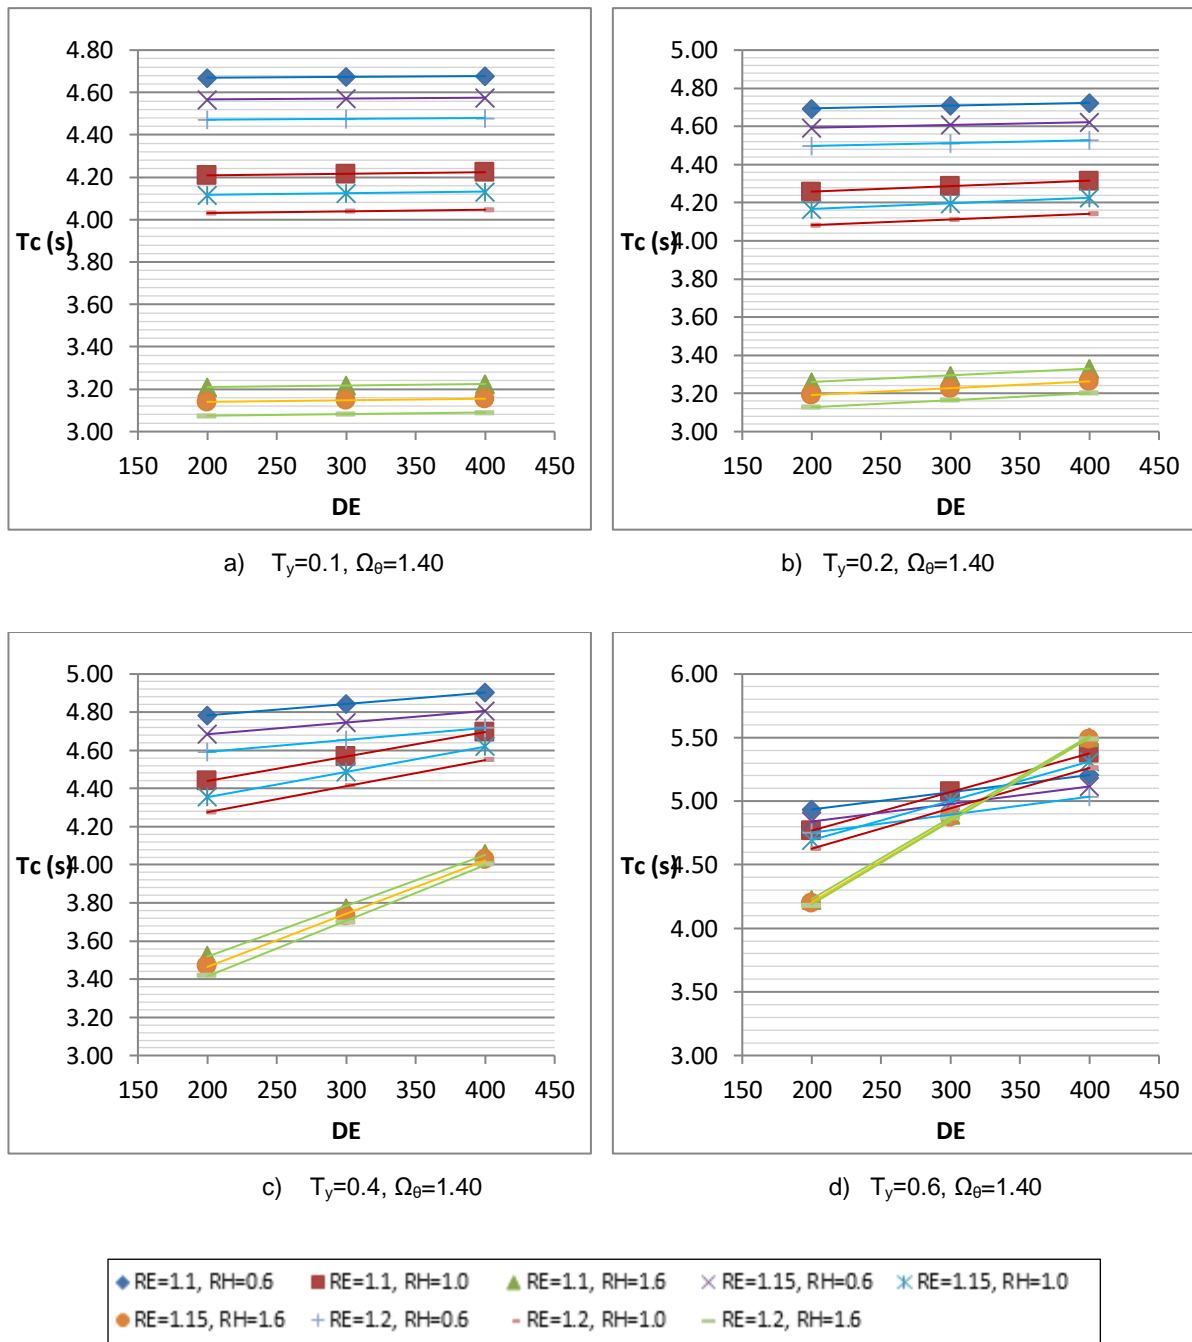 4.80
4.60
4.40
4.20
4.00
Tc (s)
3.80
3.60
3.40
3.20
3.00
150 200 250 300 350 400 450
DE
a) Tᵧ=0.1, Ωθ=1.40
5.00
4.80
4.60
4.40
4.20
4.00
Tc (s)
3.80
3.60
3.40
3.20
3.00
150 200 250 300 350 400 450
DE
b) Tᵧ=0.2, Ωθ=1.40
5.00
4.80
4.60
4.40
4.20
4.00
Tc (s)
3.80
3.60
3.40
3.20
3.00
150 200 250 300 350 400 450
DE
c) Tᵧ=0.4, Ωθ=1.40
6.00
5.50
5.00
4.50
Tc (s)
4.00
3.50
3.00
150 200 250 300 350 400 450
DE
d) Tᵧ=0.6, Ωθ=1.40
RE=1.1, RH=0.6 RE=1.1, RH=1.0 RE=1.1, RH=1.6 RE=1.15, RH=0.6 RE=1.15, RH=1.0
RE=1.15, RH=1.6 RE=1.2, RH=0.6 RE=1.2, RH=1.0 RE=1.2, RH=1.6